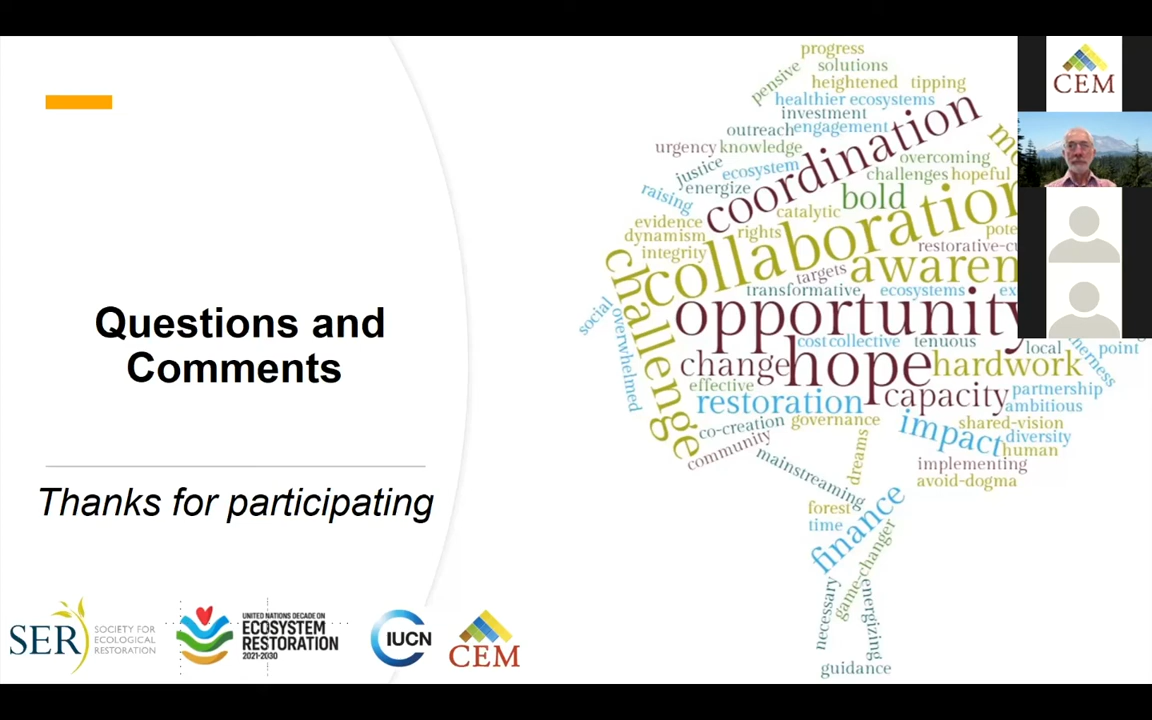 Questions and
Comments
Thanks for participating
SER
SOCIETY FOR
ECOLOGICAL
RESTORATION
UNITED NATIONS DECADE ON
ECOSYSTEM
RESTORATION
2021-2030
IUCN
CEM
progress
solutions
pensive
heightened
tipping
healthier ecosystems
investment
outreach
engagement
coordination
urgency
knowledge
justice
ecosystem
overcoming
challenges
hopeful
energize
raising
bold
catalytic
evidence
rights
dynamism
collaboration
integrity
restorative-cu
targets
awaren
challenge
transformative
ecosystems
social
overwhelmed
opportunity
cost
collective
tenuous
local
point
change
hope
hardwork
effective
capacity
partnership
restoration
ambitious
co-creation
governance
impact
shared-vision
diversity
community
human
dreams
implementing
mainstreaming
avoid-dogma
forest
time
finance
game-changer
necessary
energizing
guidance
CEM